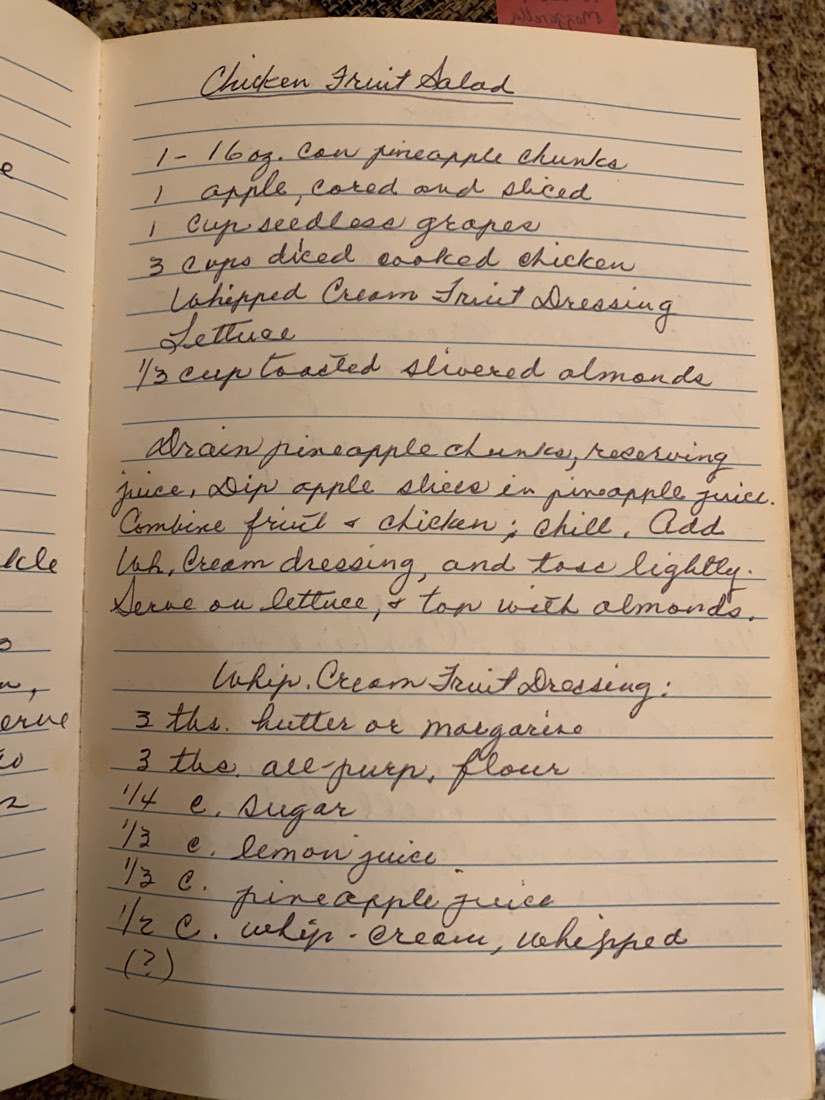 Mozzarella
e
kle
erve
Chicken Fruit Salad
1 - 16 oz. can pineapple chunks
1 apple, cored and sliced
1 cup seedless grapes
3 cups diced cooked chicken
Whipped Cream Fruit Dressing
Lettuce
1/3 cup toasted slivered almonds
Drain pineapple chunks, reserving
juice. Dip apple slices in pineapple juice.
Combine fruit & chicken; chill. Add
Wh. Cream dressing, and toss lightly.
Serve on lettuce, & top with almonds.
Whip. Cream Fruit Dressing:
3 tbs. butter or margarine
3 tbs. all-purp. flour
1/4 c. sugar
1/3 c. lemon juice
1/3 c. pineapple juice
1/2 c. whip-cream, whipped
(?)